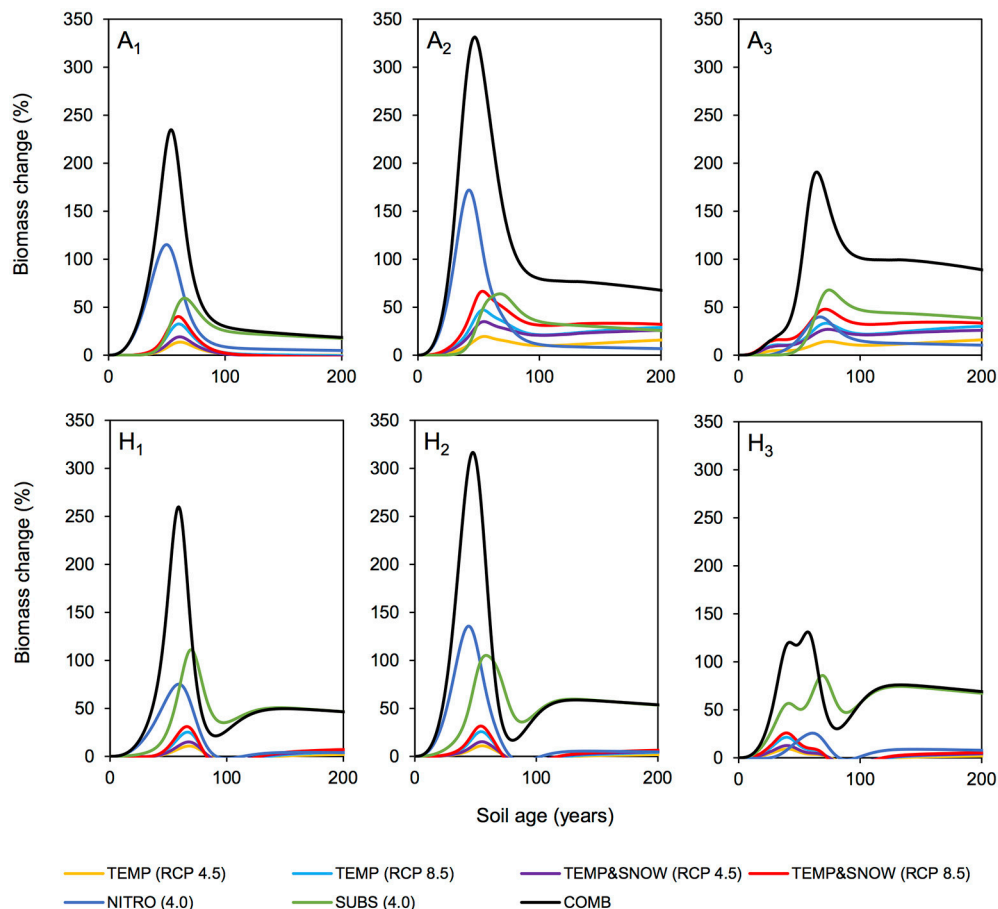 A1
A2
A3
Biomass change (%)
350
300
250
200
150
100
50
0
0 100 200
0 100 200
0 100 200
H1
H2
H3
Biomass change (%)
350
300
250
200
150
100
50
0
350
300
250
200
150
100
50
0
350
300
250
200
150
100
50
0
350
300
250
200
150
100
50
0
350
300
250
200
150
100
50
0
0 100 200
0 100 200
0 100 200
Soil age (years)
TEMP (RCP 4.5) TEMP (RCP 8.5) TEMP&SNOW (RCP 4.5) TEMP&SNOW (RCP 8.5)
NITRO (4.0) SUBS (4.0) COMB